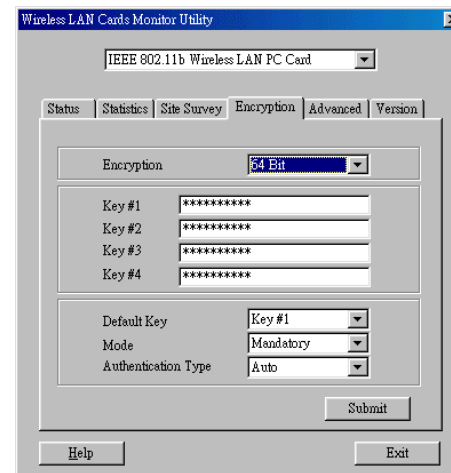 Wireless LAN Cards Monitor Utility
IEEE 802.11b Wireless LAN PC Card
Status Statistics Site Survey Encryption Advanced Version
Encryption 64 Bit
Key #1 **********
Key #2 **********
Key #3 **********
Key #4 **********
Default Key Key #1
Mode Mandatory
Authentication Type Auto
Submit
Help Exit